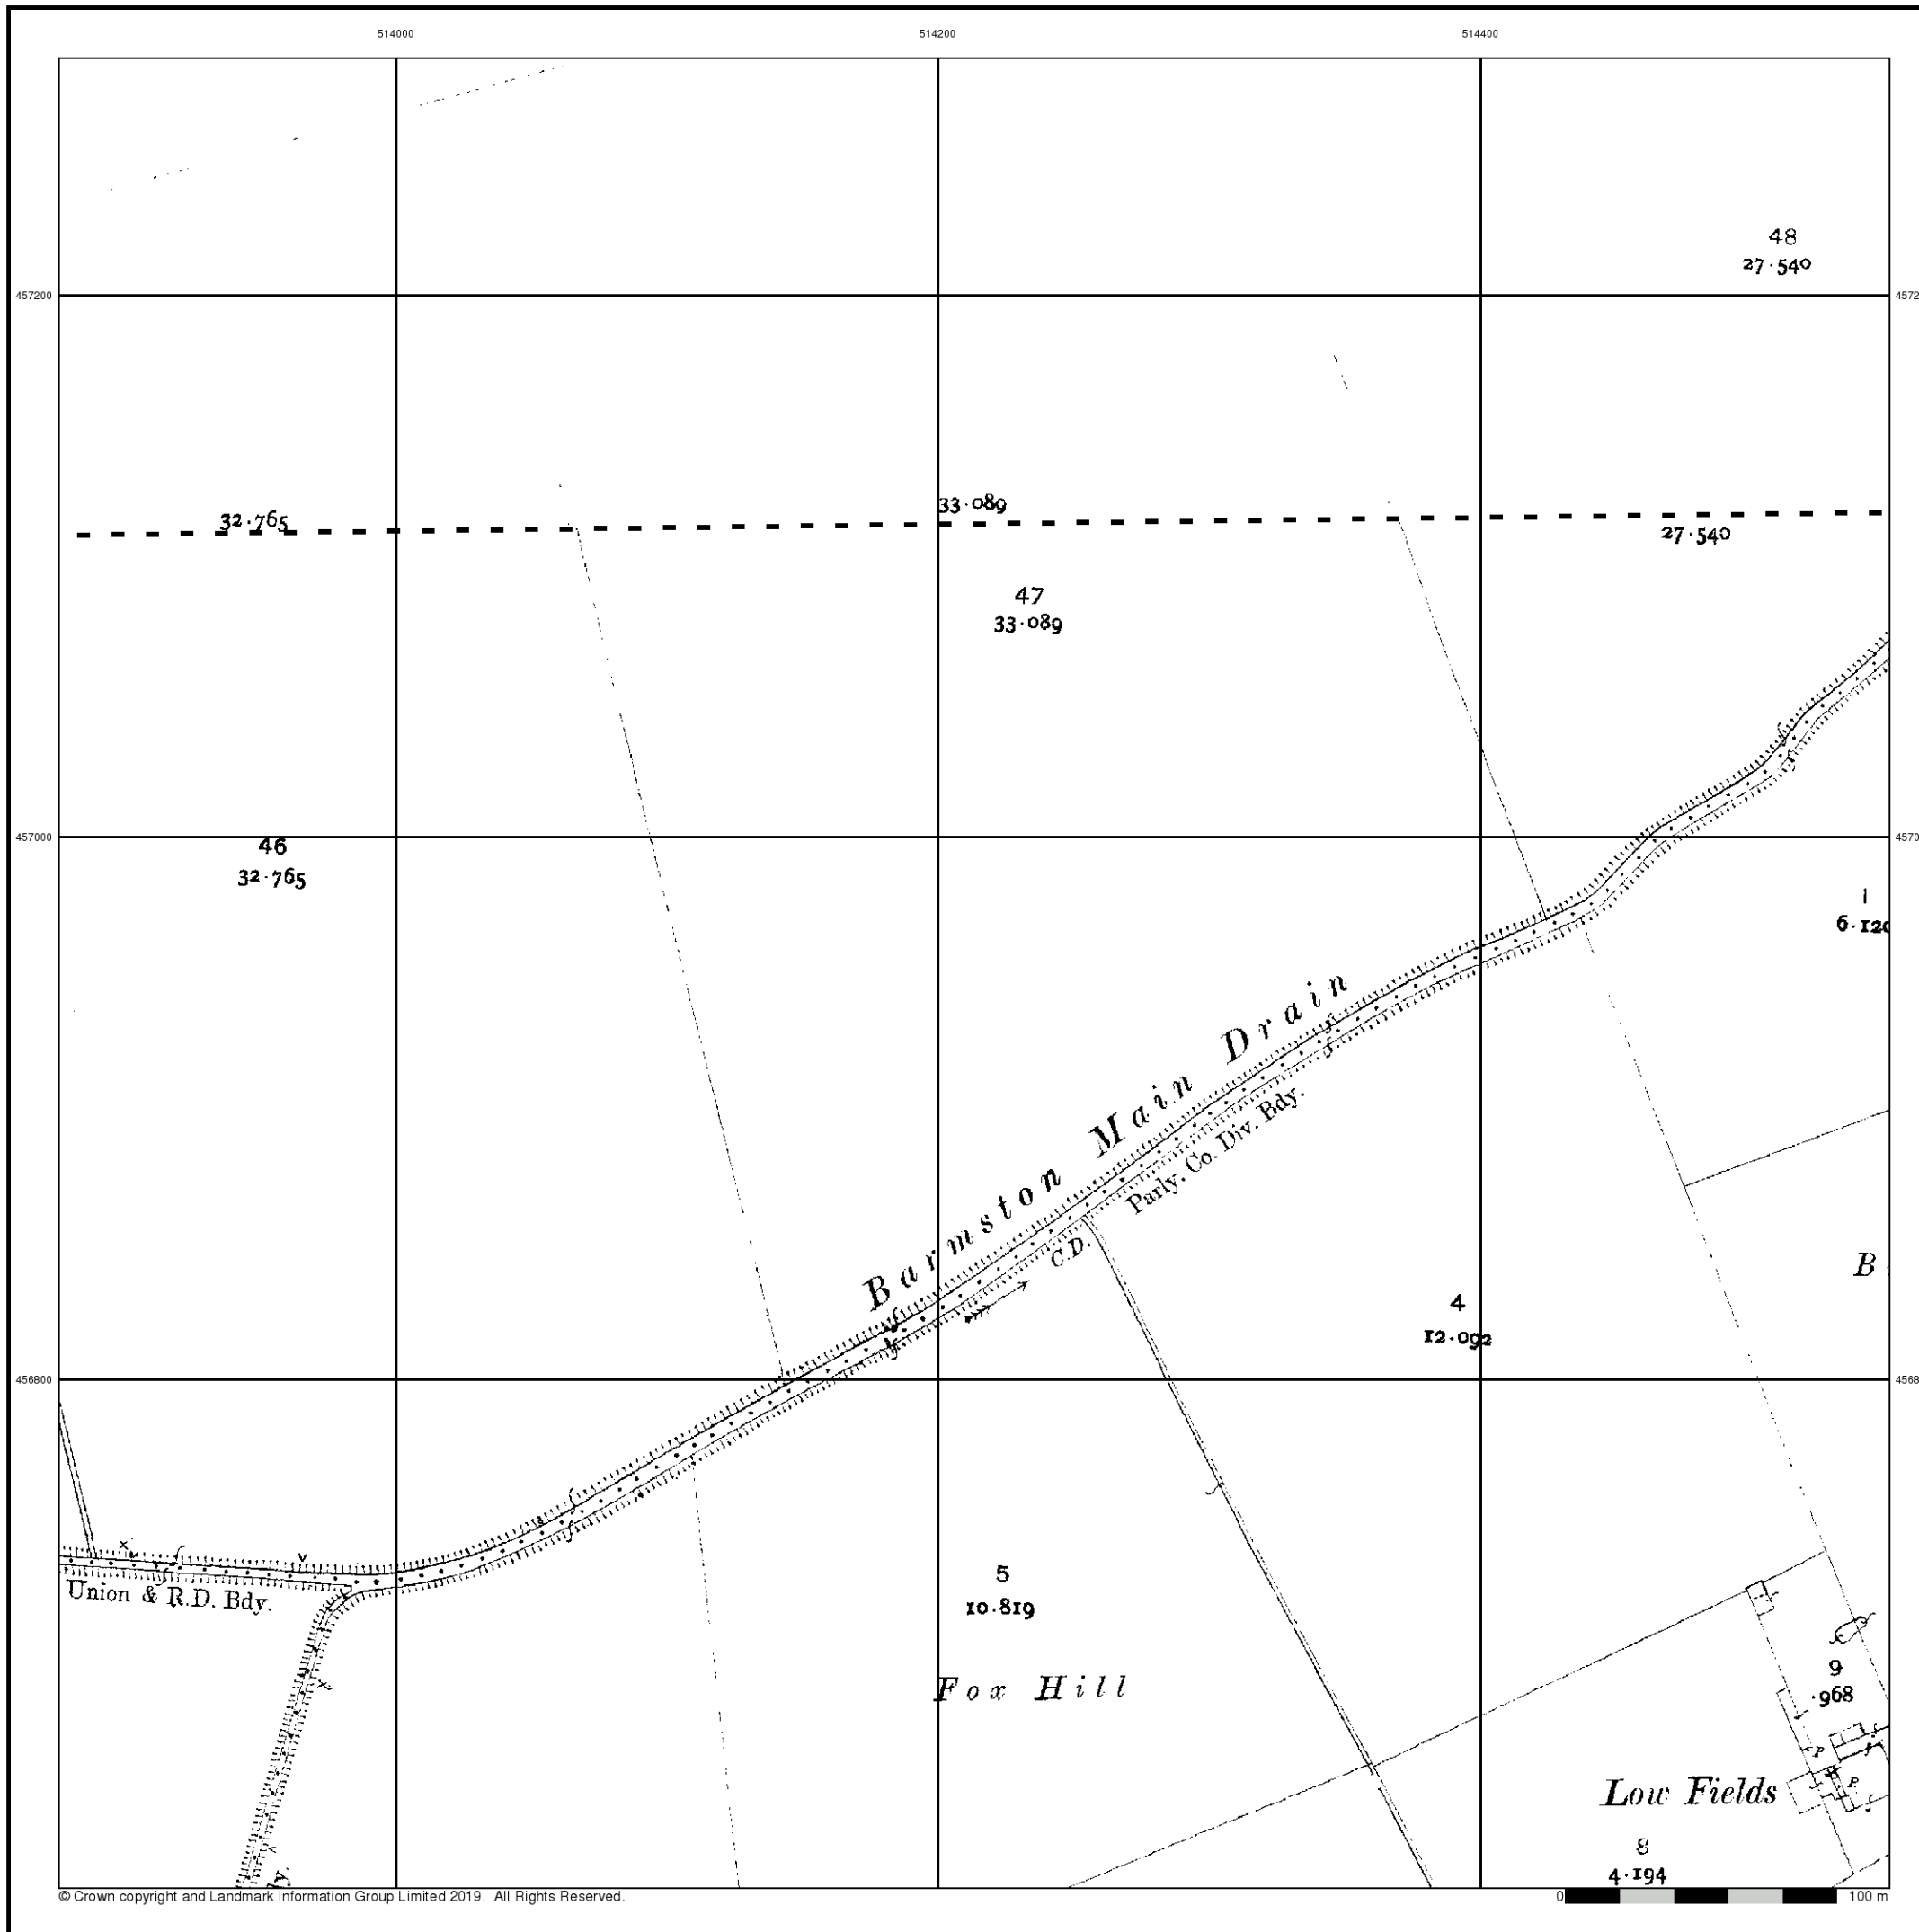 514000
514200
514400
48
27·540
457200
32·765
33·089
27·540
47
33·089
457000
46
32·765
1
Barmston Main Drain
Parly. Co. Div. Bdy.
C.D.
B
4
12·092
456800
Union & R.D. Bdy.
5
10·819
Fox Hill
9
·968
P
P.
Low Fields
8
4·194
© Crown copyright and Landmark Information Group Limited 2019. All Rights Reserved.
0 100 m